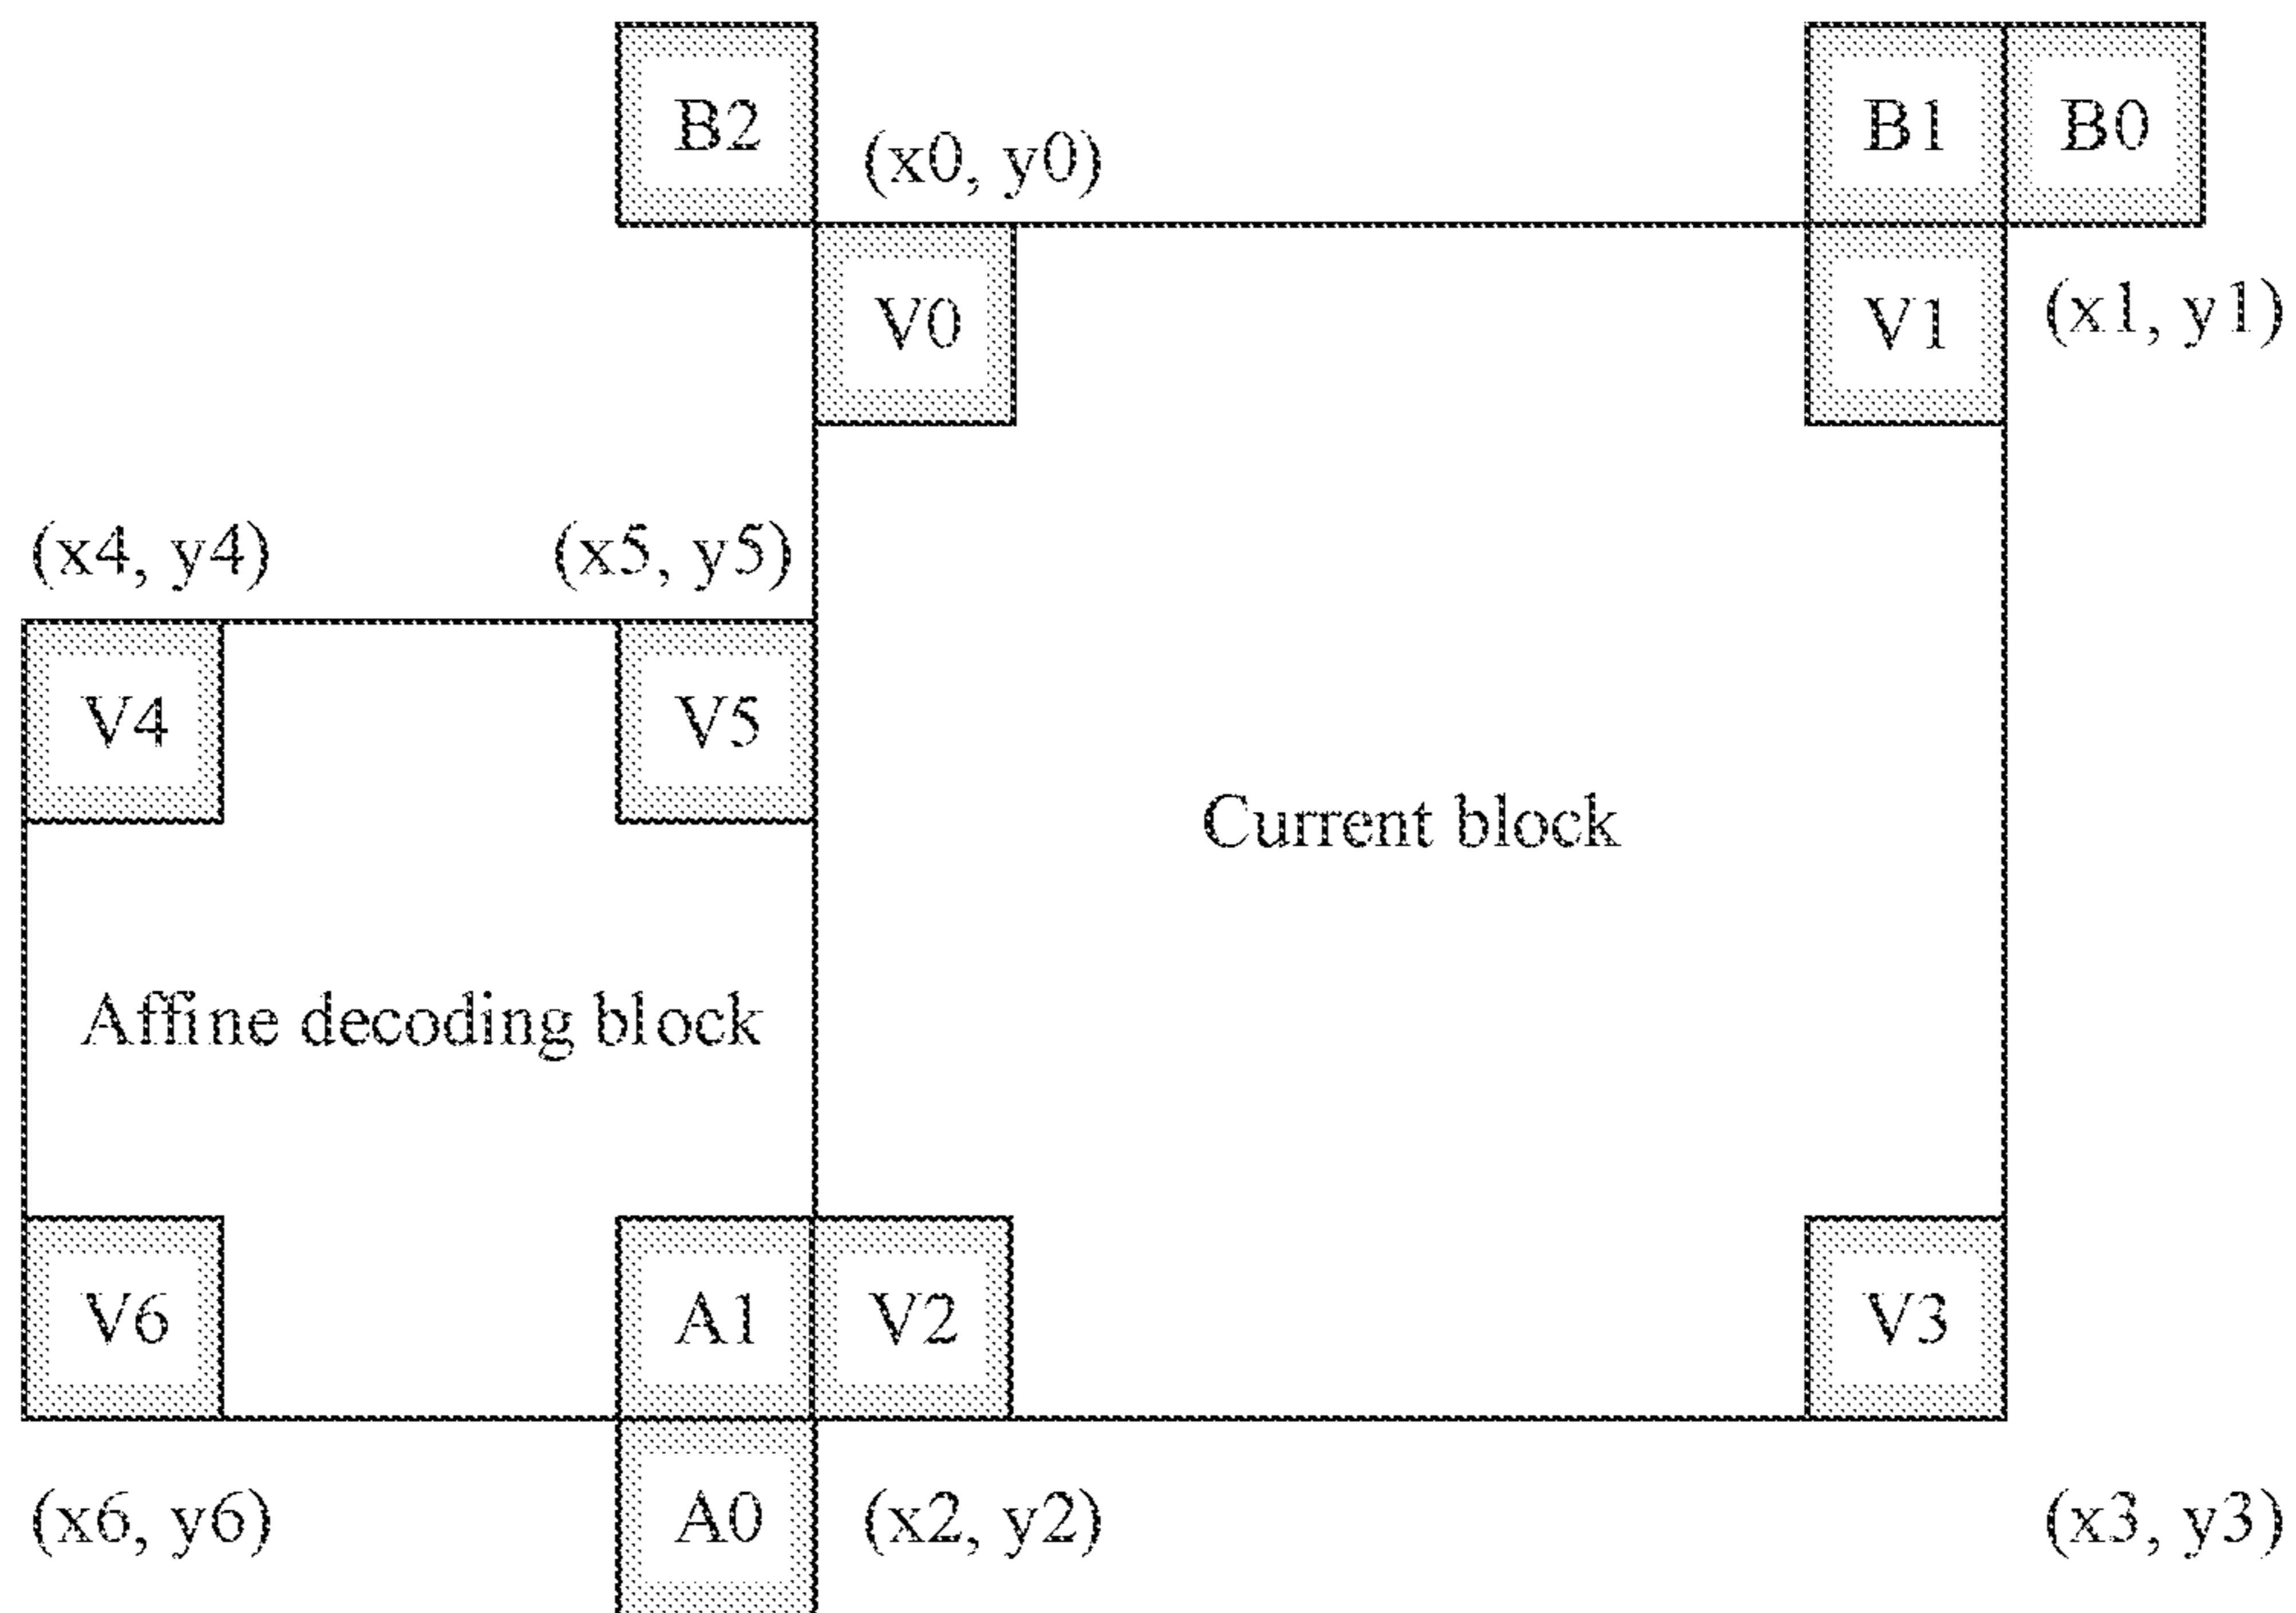 B2
B1
B0
(x0, y0)
V0
V1
(x1, y1)
(x4, y4)
(x5, y5)
V4
V5
Current block
Affine decoding block
V6
A1
V2
V3
(x6, y6)
A0
(x2, y2)
(x3, y3)